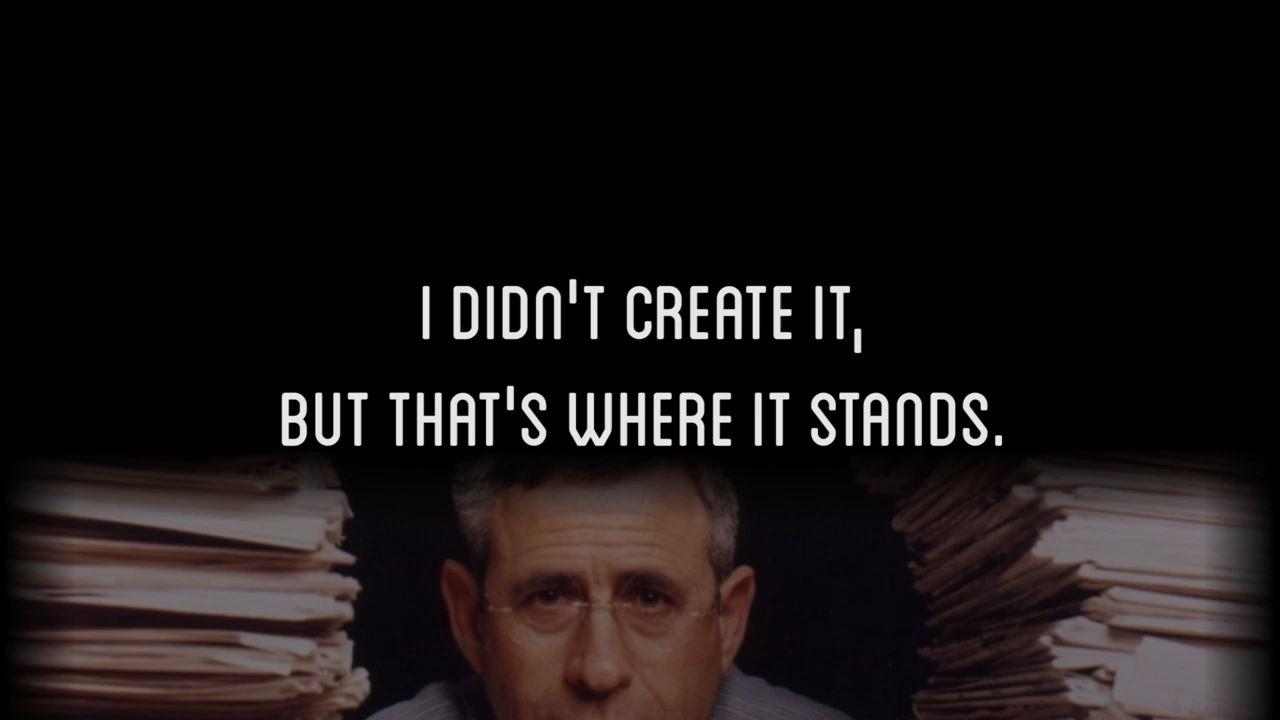 I DIDN'T CREATE IT,
BUT THAT'S WHERE IT STANDS.